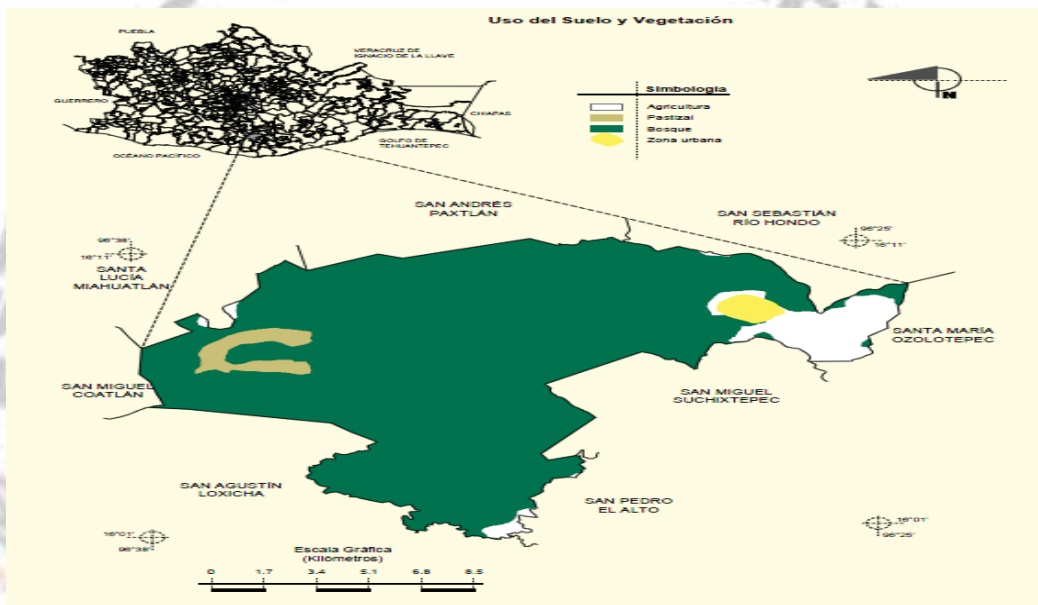 Uso del Suelo y Vegetación
PUEBLA
VERACRUZ DE
IGNACIO DE LA LLAVE
GUERRERO
CHIAPAS
GOLFO DE
TEHUANTEPEC
OCÉANO PACÍFICO
Simbología
Agricultura
Pastizal
Bosque
Zona urbana
N
SAN ANDRÉS
PAXTLÁN
SAN SEBASTIÁN
RÍO HONDO
96°38'
16°11'
96°25'
16°11'
SANTA
LUCÍA
MIAHUATLÁN
SANTA MARÍA
OZOLOTEPEC
SAN MIGUEL
COATLÁN
SAN MIGUEL
SUCHIXTEPEC
SAN AGUSTÍN
LOXICHA
SAN PEDRO
EL ALTO
16°01'
96°38'
16°01'
96°25'
Escala Gráfica
(Kilómetros)
0 1.7 3.4 5.1 6.8 8.5